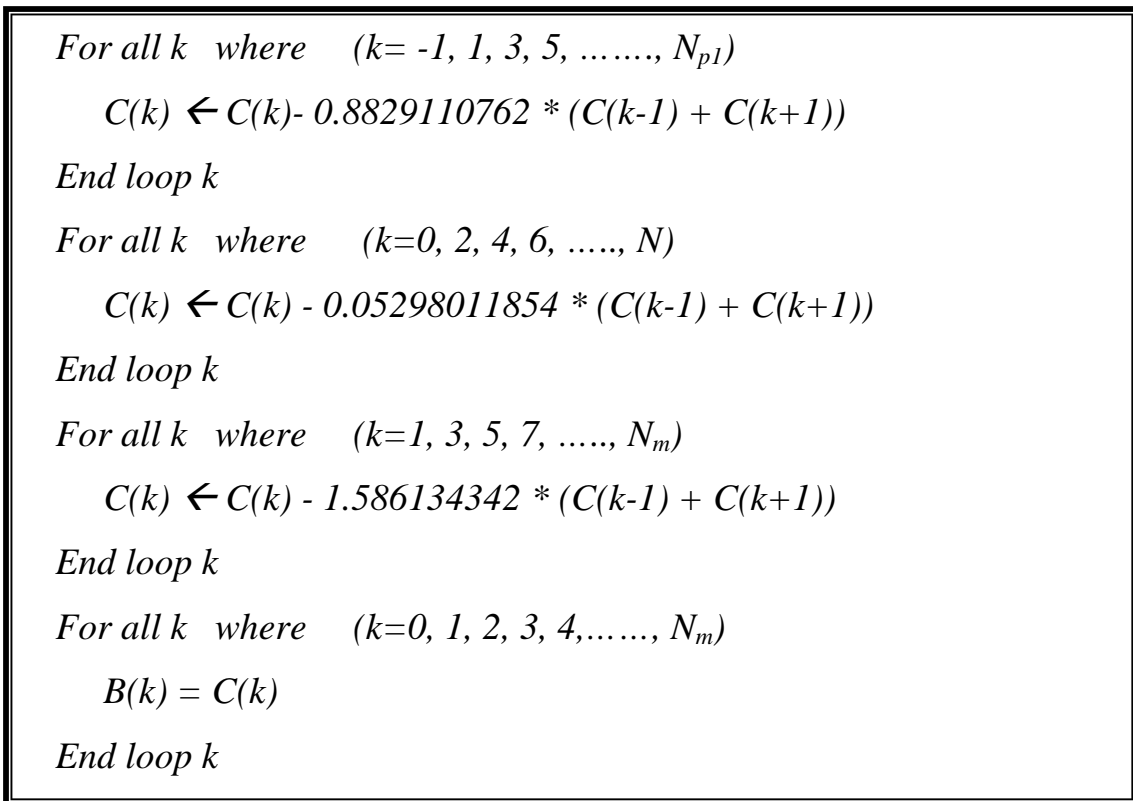 For all k where (k= -1, 1, 3, 5, ……., Np1)
C(k) ← C(k)- 0.8829110762 * (C(k-1) + C(k+1))
End loop k
For all k where (k=0, 2, 4, 6, ….., N)
C(k) ← C(k) - 0.05298011854 * (C(k-1) + C(k+1))
End loop k
For all k where (k=1, 3, 5, 7, ….., Nm)
C(k) ← C(k) - 1.586134342 * (C(k-1) + C(k+1))
End loop k
For all k where (k=0, 1, 2, 3, 4,……, Nm)
B(k) = C(k)
End loop k